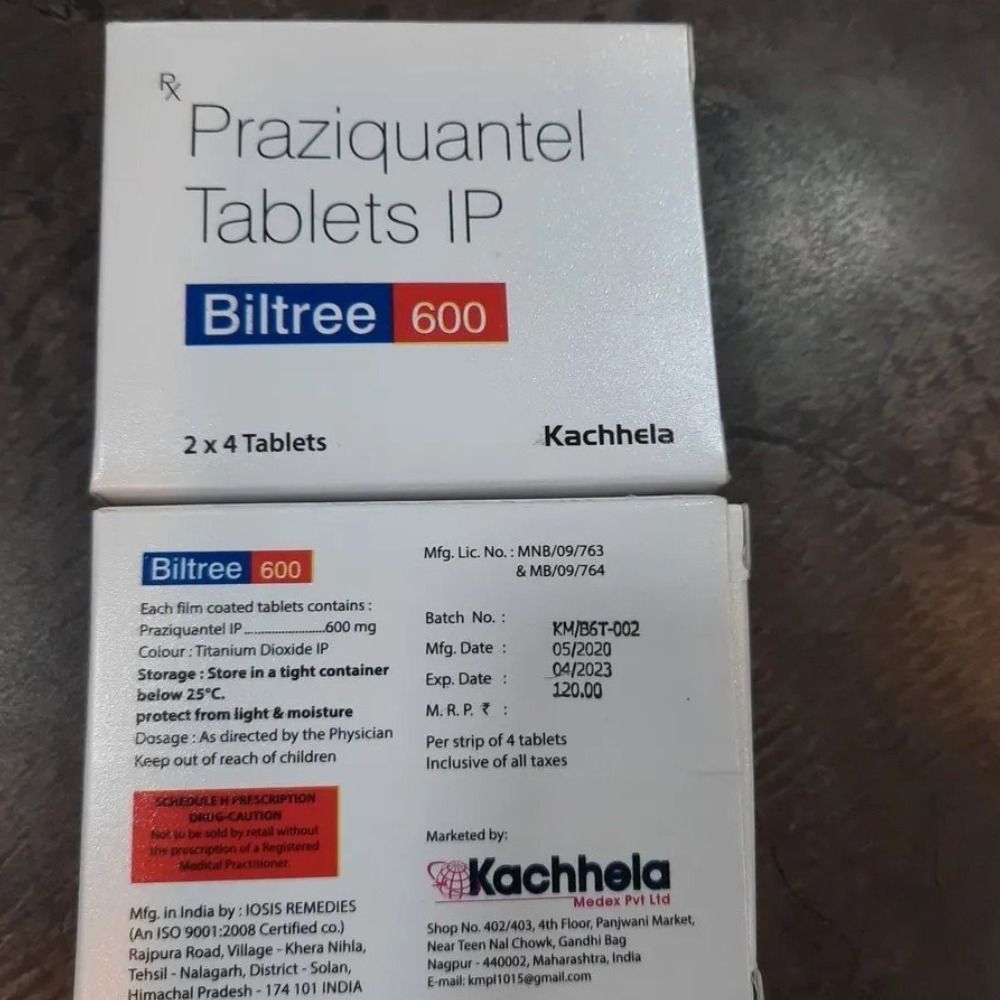 Rx
Praziquantel
Tablets IP
Biltree 600
2 x 4 Tablets
Kachhela
Biltree 600
Each film coated tablets contains :
Praziquantel IP........................600 mg
Colour : Titanium Dioxide IP
Storage : Store in a tight container
below 25°C.
protect from light & moisture
Dosage : As directed by the Physician
Keep out of reach of children
SCHEDULE H PRESCRIPTION
DRUG-CAUTION
Not to be sold by retail without
the prescription of a Registered
Medical Practitioner.
Mfg. in India by : IOSIS REMEDIES
(An ISO 9001:2008 Certified co.)
Rajpura Road, Village - Khera Nihla,
Tehsil - Nalagarh, District - Solan,
Himachal Pradesh - 174 101 INDIA
Mfg. Lic. No. : MNB/09/763
& MB/09/764
Batch No. : KM/B6T-002
Mfg. Date : 05/2020
Exp. Date : 04/2023
M. R. P. ₹ : 120.00
Per strip of 4 tablets
Inclusive of all taxes
Marketed by:
Kachhela
Medex Pvt Ltd
Shop No. 402/403, 4th Floor, Panjwani Market,
Near Teen Nal Chowk, Gandhi Bag
Nagpur - 440002, Maharashtra, India
E-mail: kmpl1015@gmail.com